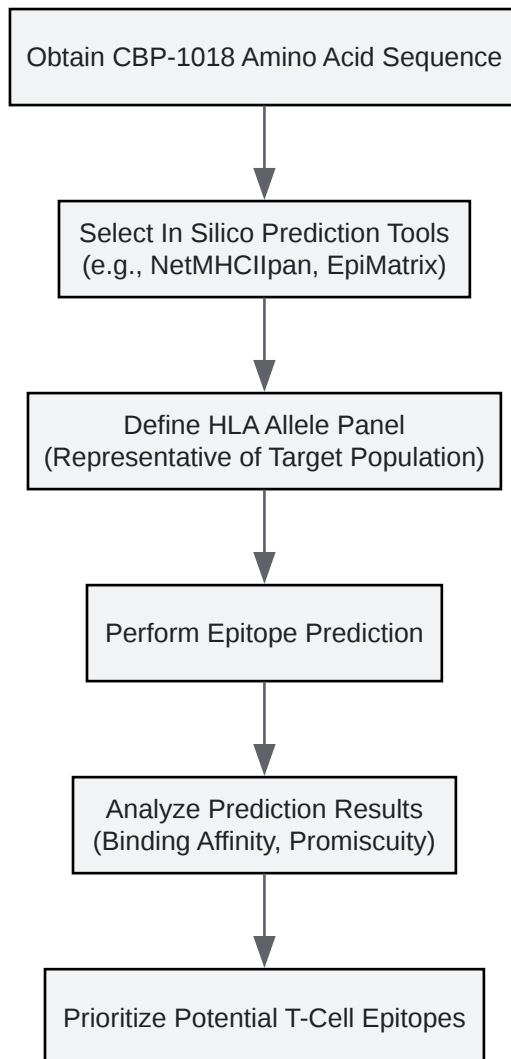 Obtain CBP-1018 Amino Acid Sequence
Select In Silico Prediction Tools
(e.g., NetMHCIIpan, EpiMatrix)
Define HLA Allele Panel
(Representative of Target Population)
Perform Epitope Prediction
Analyze Prediction Results
(Binding Affinity, Promiscuity)
Prioritize Potential T-Cell Epitopes